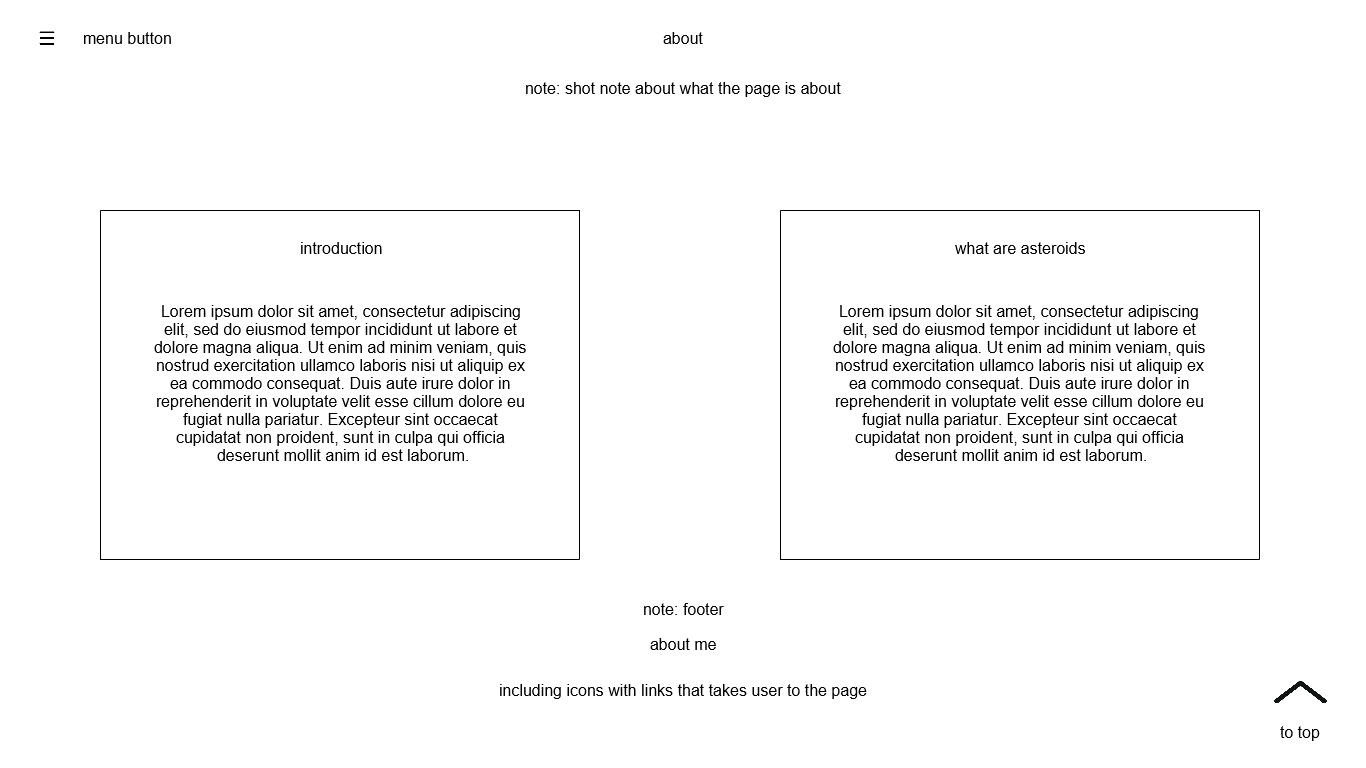 ☰ menu button
about
note: shot note about what the page is about
introduction
Lorem ipsum dolor sit amet, consectetur adipiscing
elit, sed do eiusmod tempor incididunt ut labore et
dolore magna aliqua. Ut enim ad minim veniam, quis
nostrud exercitation ullamco laboris nisi ut aliquip ex
ea commodo consequat. Duis aute irure dolor in
reprehenderit in voluptate velit esse cillum dolore eu
fugiat nulla pariatur. Excepteur sint occaecat
cupidatat non proident, sunt in culpa qui officia
deserunt mollit anim id est laborum.
what are asteroids
Lorem ipsum dolor sit amet, consectetur adipiscing
elit, sed do eiusmod tempor incididunt ut labore et
dolore magna aliqua. Ut enim ad minim veniam, quis
nostrud exercitation ullamco laboris nisi ut aliquip ex
ea commodo consequat. Duis aute irure dolor in
reprehenderit in voluptate velit esse cillum dolore eu
fugiat nulla pariatur. Excepteur sint occaecat
cupidatat non proident, sunt in culpa qui officia
deserunt mollit anim id est laborum.
note: footer
about me
including icons with links that takes user to the page
to top